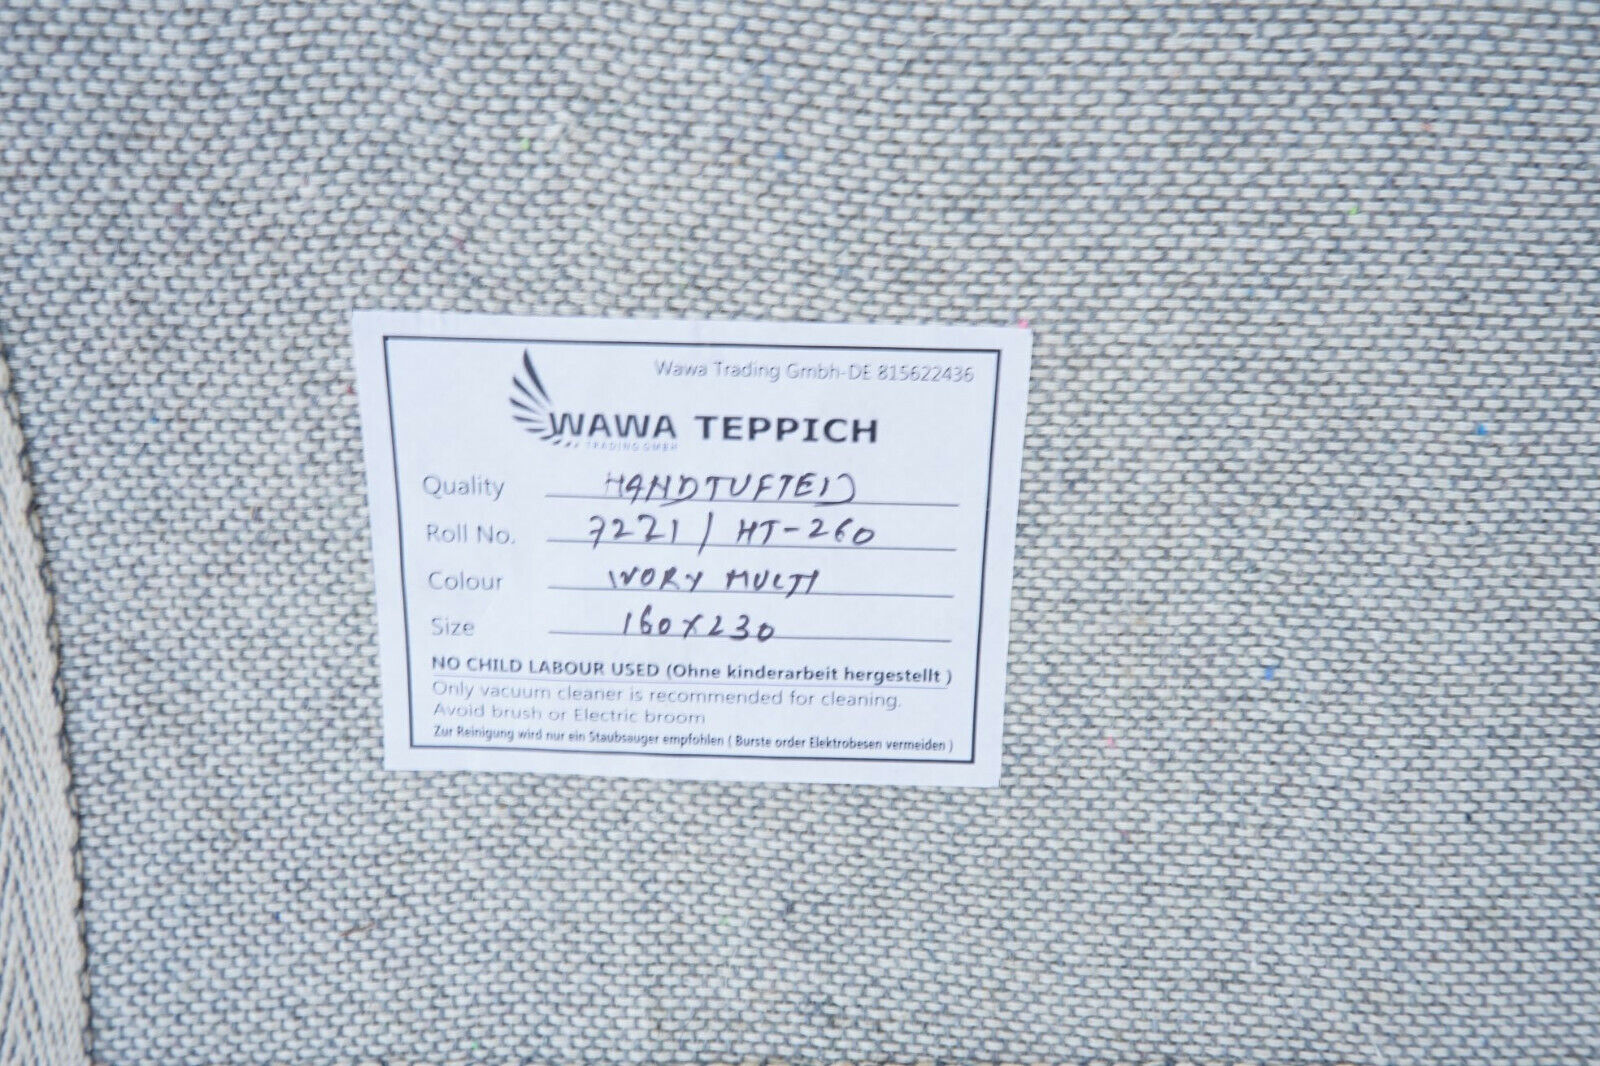 Wawa Trading Gmbh-DE 815622436
WAWA TEPPICH
TRADING GMBH
Quality HANDTUFTED
Roll No. 7221 / HT-260
Colour IVORY MULTI
Size 160X230
NO CHILD LABOUR USED (Ohne kinderarbeit hergestellt )
Only vacuum cleaner is recommended for cleaning.
Avoid brush or Electric broom
Zur Reinigung wird nur ein Staubsauger empfohlen ( Burste order Elektrobesen vermeiden )